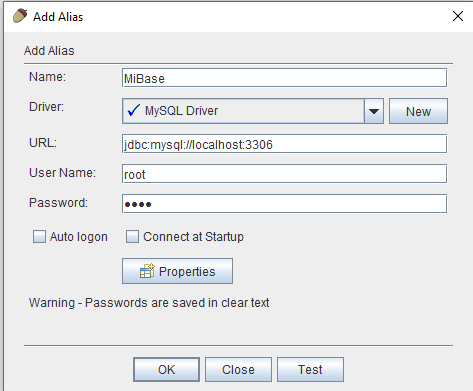 Add Alias
Add Alias
Name: MiBase
Driver: MySQL Driver New
URL: jdbc:mysql://localhost:3306
User Name: root
Password: ••••
Auto logon Connect at Startup
Properties
Warning - Passwords are saved in clear text
OK Close Test